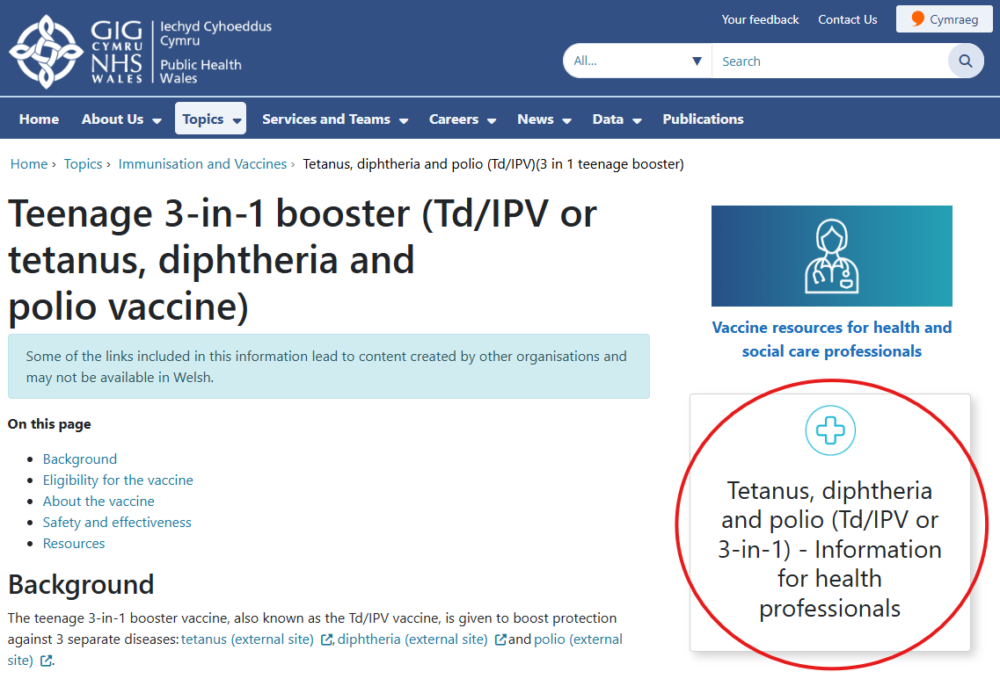 GIG
CYMRU
NHS
WALES
Iechyd Cyhoeddus
Cymru
Public Health
Wales
Your feedback
Contact Us
Cymraeg
All...
Search
Home
About Us
Topics
Services and Teams
Careers
News
Data
Publications
Home › Topics › Immunisation and Vaccines › Tetanus, diphtheria and polio (Td/IPV)(3 in 1 teenage booster)
Teenage 3-in-1 booster (Td/IPV or
tetanus, diphtheria and
polio vaccine)
Some of the links included in this information lead to content created by other organisations and
may not be available in Welsh.
On this page
Background
Eligibility for the vaccine
About the vaccine
Safety and effectiveness
Resources
Background
The teenage 3-in-1 booster vaccine, also known as the Td/IPV vaccine, is given to boost protection
against 3 separate diseases: tetanus (external site) , diphtheria (external site) and polio (external
site) .
Vaccine resources for health and
social care professionals
Tetanus, diphtheria
and polio (Td/IPV or
3-in-1) - Information
for health
professionals